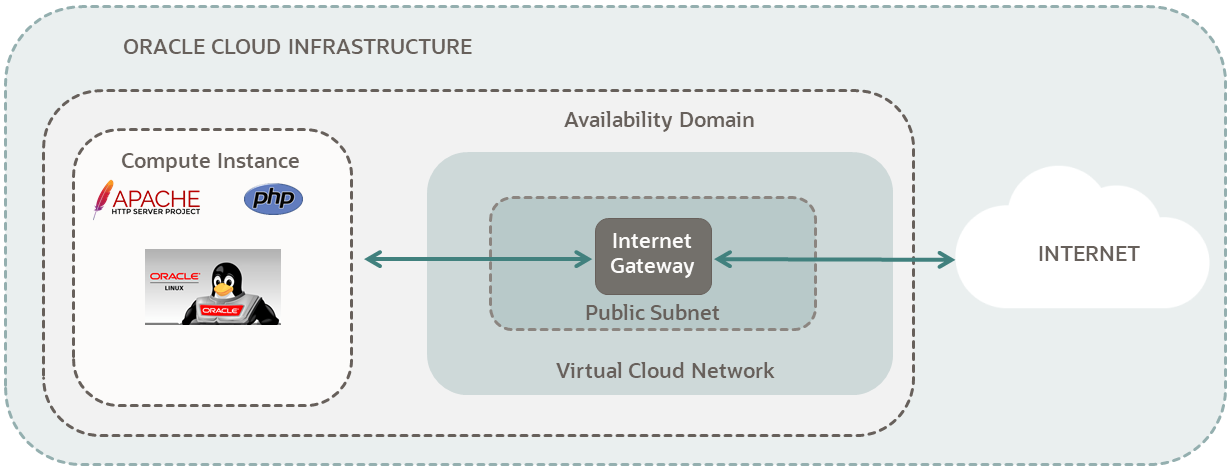 ORACLE CLOUD INFRASTRUCTURE
Availability Domain
Compute Instance
APACHE
HTTP SERVER PROJECT
php
ORACLE
LINUX
ORACLE
Internet
Gateway
Public Subnet
Virtual Cloud Network
INTERNET